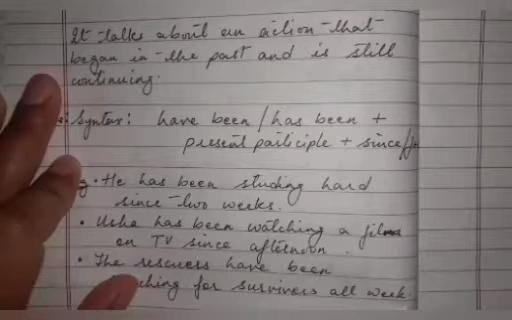 It talks about an action that
began in the past and is still
continuing.
Syntax: have been / has been +
present participle + since/
• He has been studing hard
since two weeks.
• Usha has been watching a film
on TV since afternoon.
• The rescuers have been
ching for survivors all week.